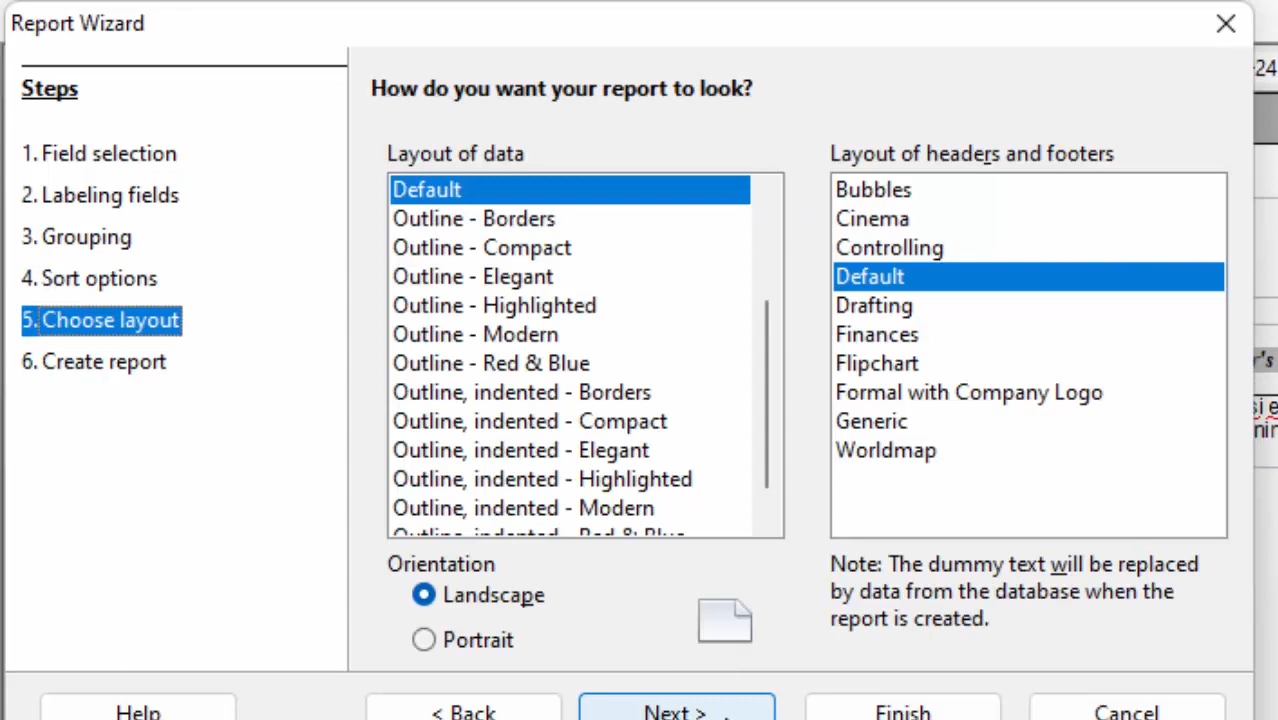 Report Wizard
Steps
1. Field selection
2. Labeling fields
3. Grouping
4. Sort options
5. Choose layout
6. Create report
How do you want your report to look?
Layout of data
Default
Outline - Borders
Outline - Compact
Outline - Elegant
Outline - Highlighted
Outline - Modern
Outline - Red & Blue
Outline, indented - Borders
Outline, indented - Compact
Outline, indented - Elegant
Outline, indented - Highlighted
Outline, indented - Modern
Outline, indented - Red & Blue
Orientation
Landscape
Portrait
Layout of headers and footers
Bubbles
Cinema
Controlling
Default
Drafting
Finances
Flipchart
Formal with Company Logo
Generic
Worldmap
Note: The dummy text will be replaced
by data from the database when the
report is created.
Help
< Back
Next >
Finish
Cancel
-24